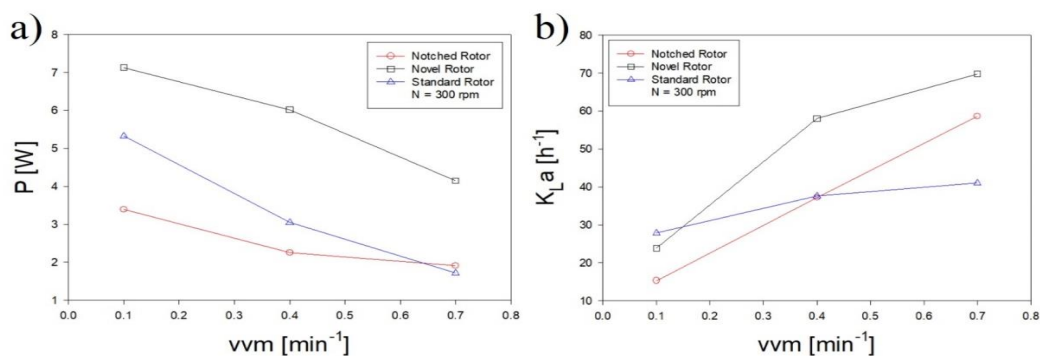 a)
Notched Rotor
Novel Rotor
Standard Rotor
N = 300 rpm
P [W]
8
7
6
5
4
3
2
1
0.0 0.1 0.2 0.3 0.4 0.5 0.6 0.7 0.8
vvm [min⁻¹]
b)
Notched Rotor
Novel Rotor
Standard Rotor
N = 300 rpm
K_L a [h⁻¹]
80
70
60
50
40
30
20
10
0.0 0.1 0.2 0.3 0.4 0.5 0.6 0.7 0.8
vvm [min⁻¹]